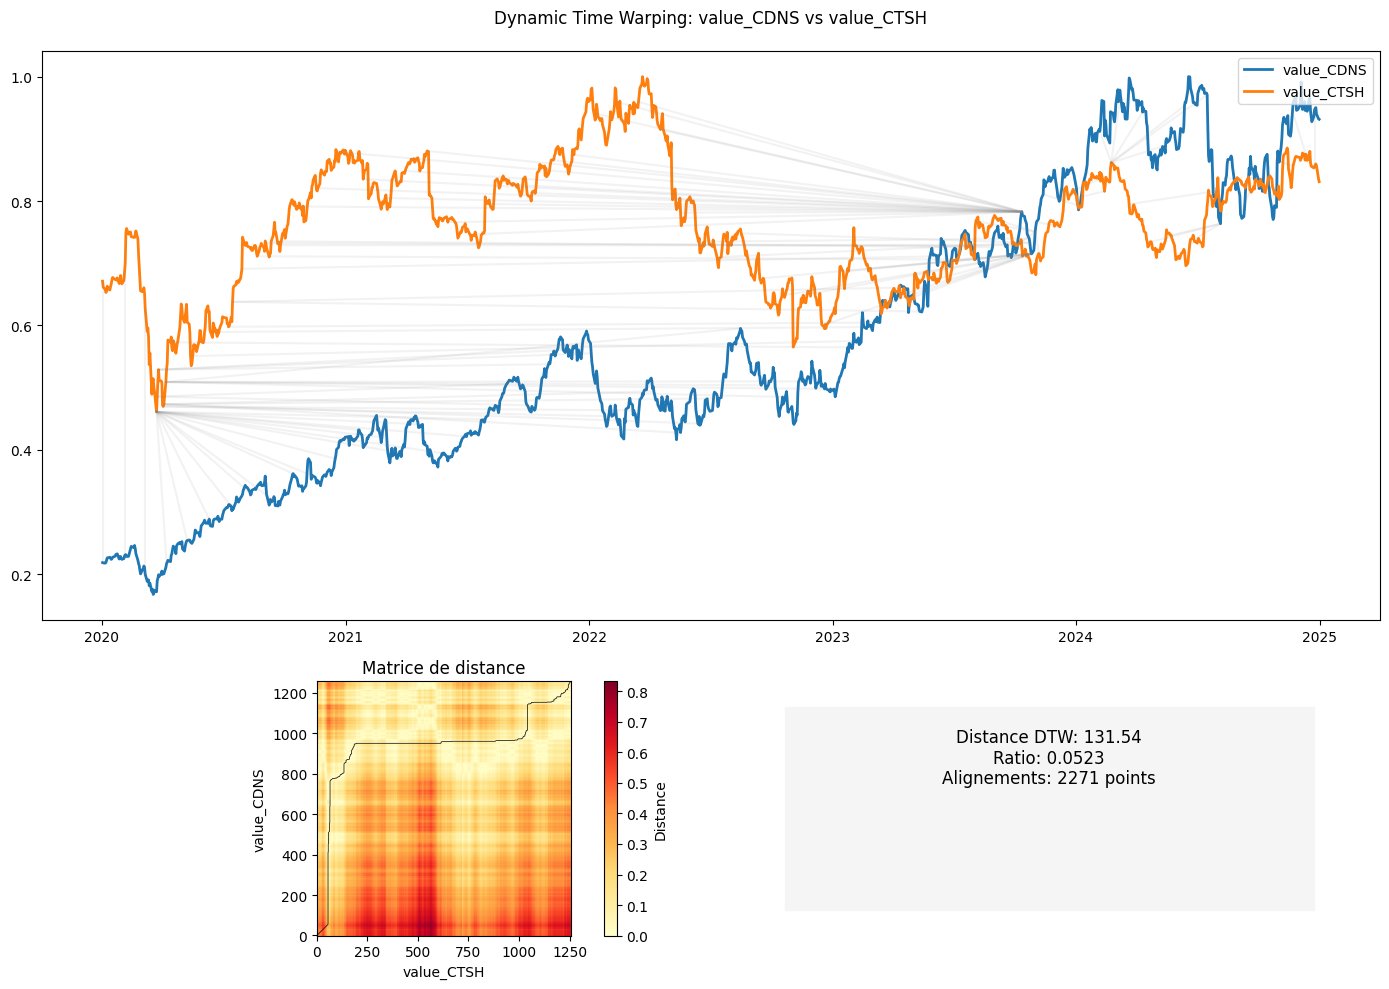 Dynamic Time Warping: value_CDNS vs value_CTSH
value_CDNS
value_CTSH
1.0
0.8
0.6
0.4
0.2
2020 2021 2022 2023 2024 2025
Matrice de distance
value_CDNS
1200
1000
800
600
400
200
0
0 250 500 750 1000 1250
value_CTSH
0.8
0.7
0.6
0.5
0.4
0.3
0.2
0.1
0.0
Distance
Distance DTW: 131.54
Ratio: 0.0523
Alignements: 2271 points